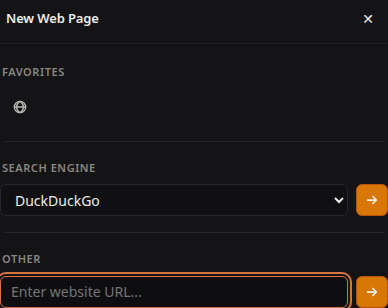 New Web Page
FAVORITES
SEARCH ENGINE
DuckDuckGo
OTHER
Enter website URL...